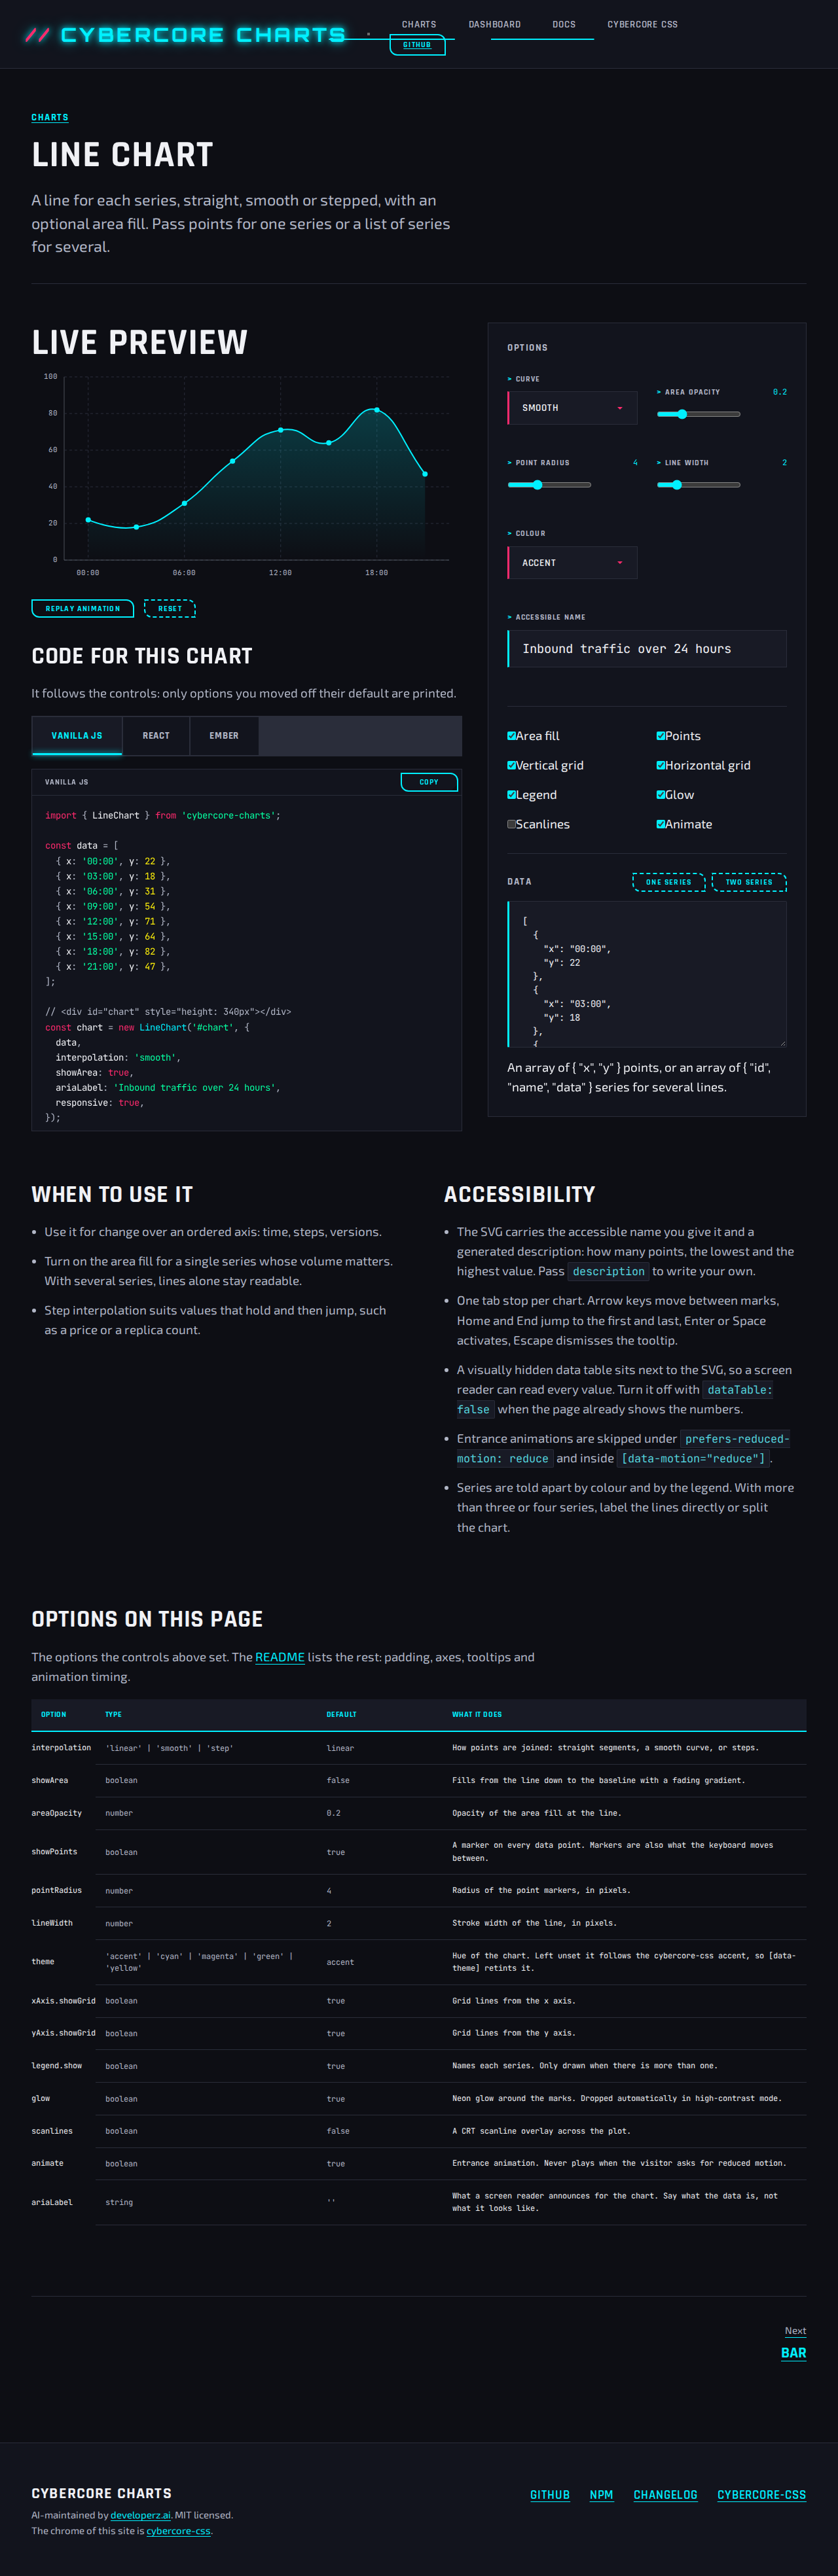 // CYBERCORE CHARTS
CHARTS DASHBOARD DOCS CYBERCORE CSS
GITHUB
CHARTS
LINE CHART
A line for each series, straight, smooth or stepped, with an
optional area fill. Pass points for one series or a list of series
for several.
LIVE PREVIEW
100
80
60
40
20
0
00:00 06:00 12:00 18:00
REPLAY ANIMATION RESET
CODE FOR THIS CHART
It follows the controls: only options you moved off their default are printed.
VANILLA JS REACT EMBER
VANILLA JS COPY
import { LineChart } from 'cybercore-charts';
const data = [
{ x: '00:00', y: 22 },
{ x: '03:00', y: 18 },
{ x: '06:00', y: 31 },
{ x: '09:00', y: 54 },
{ x: '12:00', y: 71 },
{ x: '15:00', y: 64 },
{ x: '18:00', y: 82 },
{ x: '21:00', y: 47 },
];
// <div id="chart" style="height: 340px"></div>
const chart = new LineChart('#chart', {
data,
interpolation: 'smooth',
showArea: true,
ariaLabel: 'Inbound traffic over 24 hours',
responsive: true,
});
OPTIONS
> CURVE
SMOOTH
> AREA OPACITY 0.2
> POINT RADIUS 4
> LINE WIDTH 2
> COLOUR
ACCENT
> ACCESSIBLE NAME
Inbound traffic over 24 hours
Area fill Points
Vertical grid Horizontal grid
Legend Glow
Scanlines Animate
DATA ONE SERIES TWO SERIES
[
{
"x": "00:00",
"y": 22
},
{
"x": "03:00",
"y": 18
},
{
An array of { "x", "y" } points, or an array of { "id",
"name", "data" } series for several lines.
WHEN TO USE IT
• Use it for change over an ordered axis: time, steps, versions.
• Turn on the area fill for a single series whose volume matters.
With several series, lines alone stay readable.
• Step interpolation suits values that hold and then jump, such
as a price or a replica count.
ACCESSIBILITY
• The SVG carries the accessible name you give it and a
generated description: how many points, the lowest and the
highest value. Pass description to write your own.
• One tab stop per chart. Arrow keys move between marks,
Home and End jump to the first and last, Enter or Space
activates, Escape dismisses the tooltip.
• A visually hidden data table sits next to the SVG, so a screen
reader can read every value. Turn it off with dataTable:
false when the page already shows the numbers.
• Entrance animations are skipped under prefers-reduced-
motion: reduce and inside [data-motion="reduce"].
• Series are told apart by colour and by the legend. With more
than three or four series, label the lines directly or split
the chart.
OPTIONS ON THIS PAGE
The options the controls above set. The README lists the rest: padding, axes, tooltips and
animation timing.
OPTION TYPE DEFAULT WHAT IT DOES
interpolation 'linear' | 'smooth' | 'step' linear How points are joined: straight segments, a smooth curve, or steps.
showArea boolean false Fills from the line down to the baseline with a fading gradient.
areaOpacity number 0.2 Opacity of the area fill at the line.
showPoints boolean true A marker on every data point. Markers are also what the keyboard moves
between.
pointRadius number 4 Radius of the point markers, in pixels.
lineWidth number 2 Stroke width of the line, in pixels.
theme 'accent' | 'cyan' | 'magenta' | 'green' | 'yellow' accent Hue of the chart. Left unset it follows the cybercore-css accent, so [data-
theme] retints it.
xAxis.showGrid boolean true Grid lines from the x axis.
yAxis.showGrid boolean true Grid lines from the y axis.
legend.show boolean true Names each series. Only drawn when there is more than one.
glow boolean true Neon glow around the marks. Dropped automatically in high-contrast mode.
scanlines boolean false A CRT scanline overlay across the plot.
animate boolean true Entrance animation. Never plays when the visitor asks for reduced motion.
ariaLabel string '' What a screen reader announces for the chart. Say what the data is, not
what it looks like.
Next
BAR
CYBERCORE CHARTS
AI-maintained by developerz.ai. MIT licensed.
The chrome of this site is cybercore-css.
GITHUB NPM CHANGELOG CYBERCORE-CSS